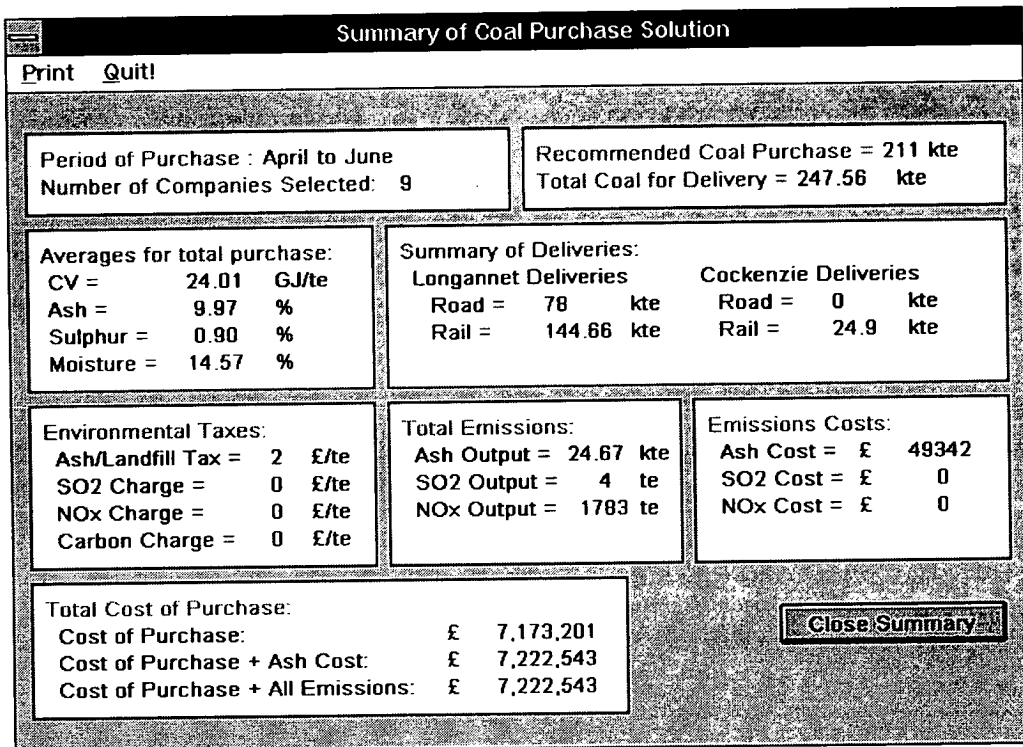 Summary of Coal Purchase Solution
Print Quit!
Period of Purchase : April to June
Number of Companies Selected: 9
Recommended Coal Purchase = 211 kte
Total Coal for Delivery = 247.56 kte
Averages for total purchase:
CV = 24.01 GJ/te
Ash = 9.97 %
Sulphur = 0.90 %
Moisture = 14.57 %
Summary of Deliveries:
Longannet Deliveries Cockenzie Deliveries
Road = 78 kte Road = 0 kte
Rail = 144.66 kte Rail = 24.9 kte
Environmental Taxes:
Ash/Landfill Tax = 2 £/te
SO2 Charge = 0 £/te
NOx Charge = 0 £/te
Carbon Charge = 0 £/te
Total Emissions:
Ash Output = 24.67 kte
SO2 Output = 4 te
NOx Output = 1783 te
Emissions Costs:
Ash Cost = £ 49342
SO2 Cost = £ 0
NOx Cost = £ 0
Total Cost of Purchase:
Cost of Purchase: £ 7,173,201
Cost of Purchase + Ash Cost: £ 7,222,543
Cost of Purchase + All Emissions: £ 7,222,543
Close Summary